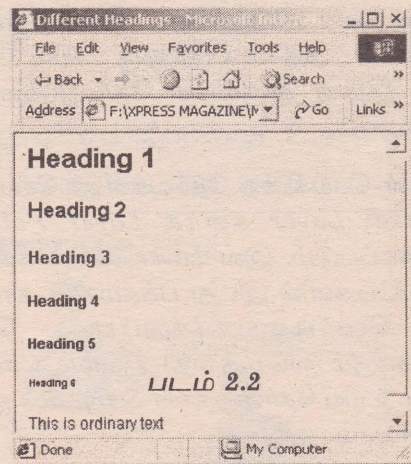 Different Headings - Microsoft Intern
File Edit View Favorites Tools Help
Back Search »
Address F:\XPRESS MAGAZINE\ Go Links »
Heading 1
Heading 2
Heading 3
Heading 4
Heading 5
Heading 6
படம் 2.2
This is ordinary text
Done My Computer